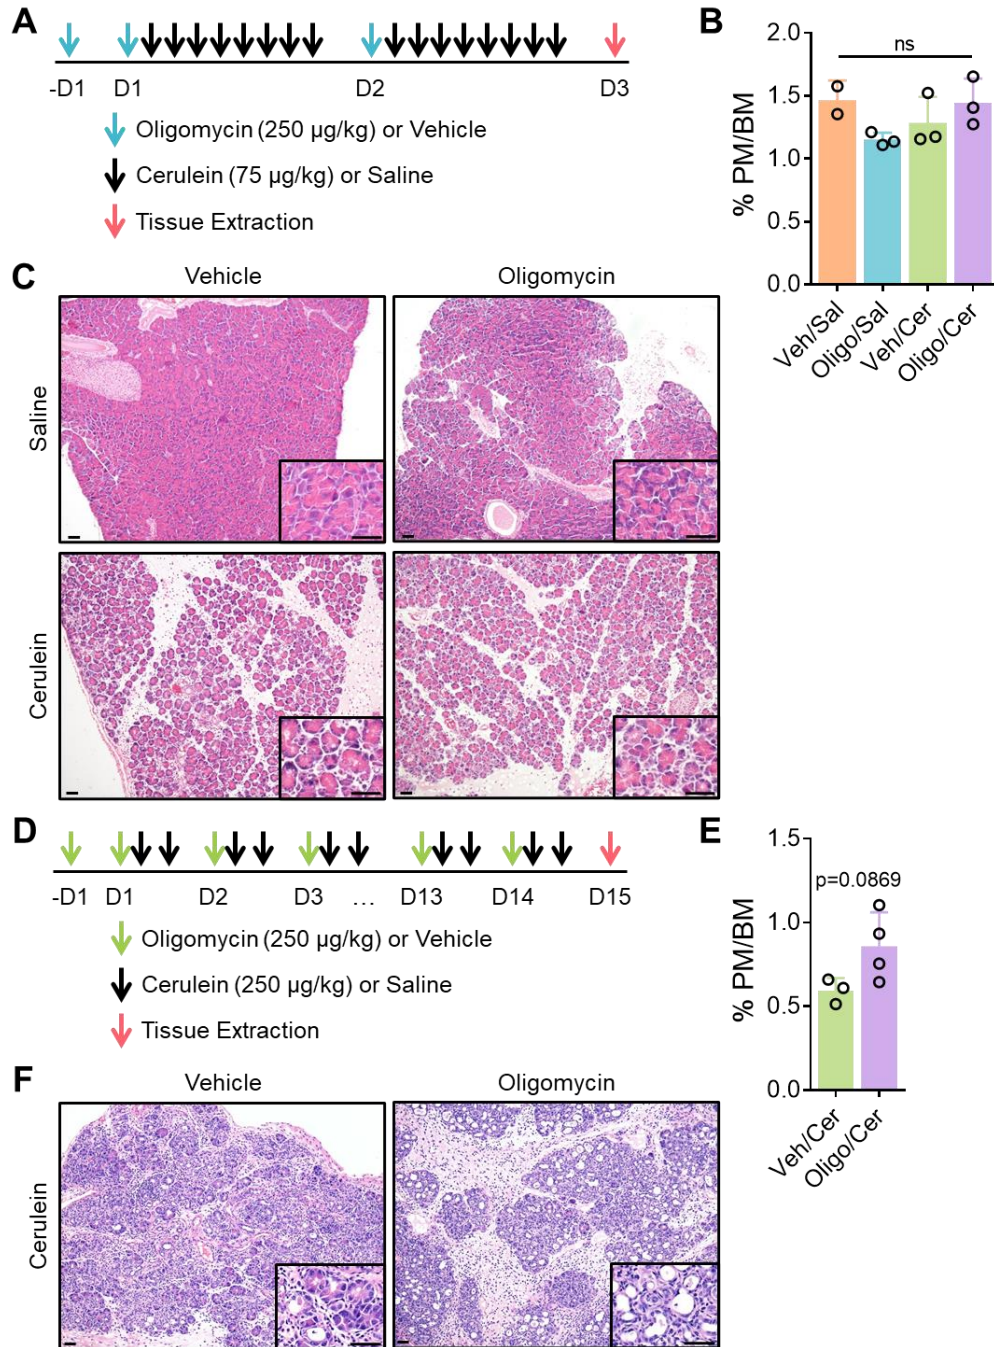 A
-D1 D1 D2 D3
Oligomycin (250 µg/kg) or Vehicle
Cerulein (75 µg/kg) or Saline
Tissue Extraction
B
% PM/BM
2.0
1.5
1.0
0.5
0.0
ns
Veh/Sal
Oligo/Sal
Veh/Cer
Oligo/Cer
C
Vehicle Oligomycin
Saline
Cerulein
D
-D1 D1 D2 D3 ... D13 D14 D15
Oligomycin (250 µg/kg) or Vehicle
Cerulein (250 µg/kg) or Saline
Tissue Extraction
E
% PM/BM
1.5
1.0
0.5
0.0
p=0.0869
Veh/Cer
Oligo/Cer
F
Vehicle Oligomycin
Cerulein